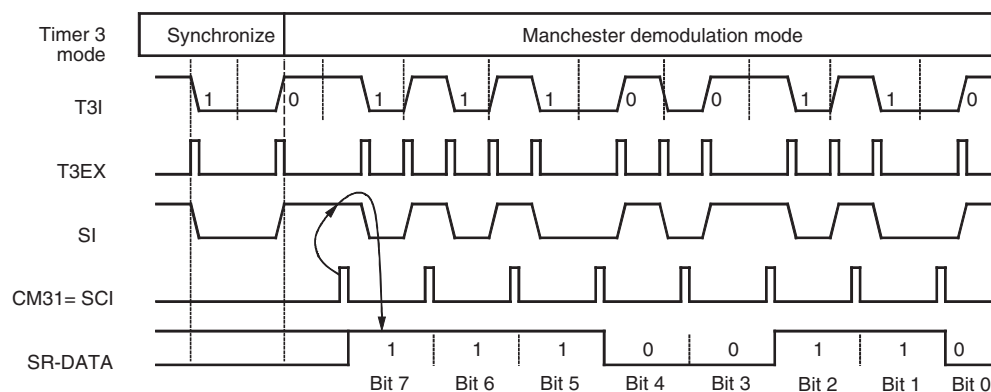 Timer 3
mode
Synchronize
Manchester demodulation mode
T3I
1 0 1 1 1 0 0 1 1 0
T3EX
SI
CM31= SCI
SR-DATA
1 1 1 0 0 1 1 0
Bit 7 Bit 6 Bit 5 Bit 4 Bit 3 Bit 2 Bit 1 Bit 0